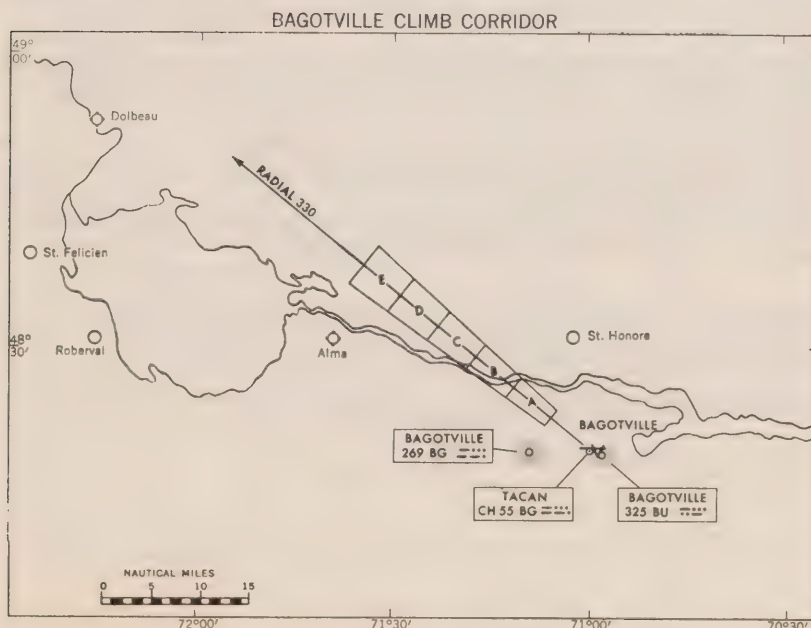 BAGOTVILLE CLIMB CORRIDOR
49°
00'
Dolbeau
RADIAL 330
St. Felicien
E
D
C
B
A
48°
30'
Roberval
Alma
St. Honore
BAGOTVILLE
BAGOTVILLE
269 BG
TACAN
CH 55 BG
BAGOTVILLE
325 BU
NAUTICAL MILES
0 5 10 15
72°00' 71°30' 71°00' 70°30'